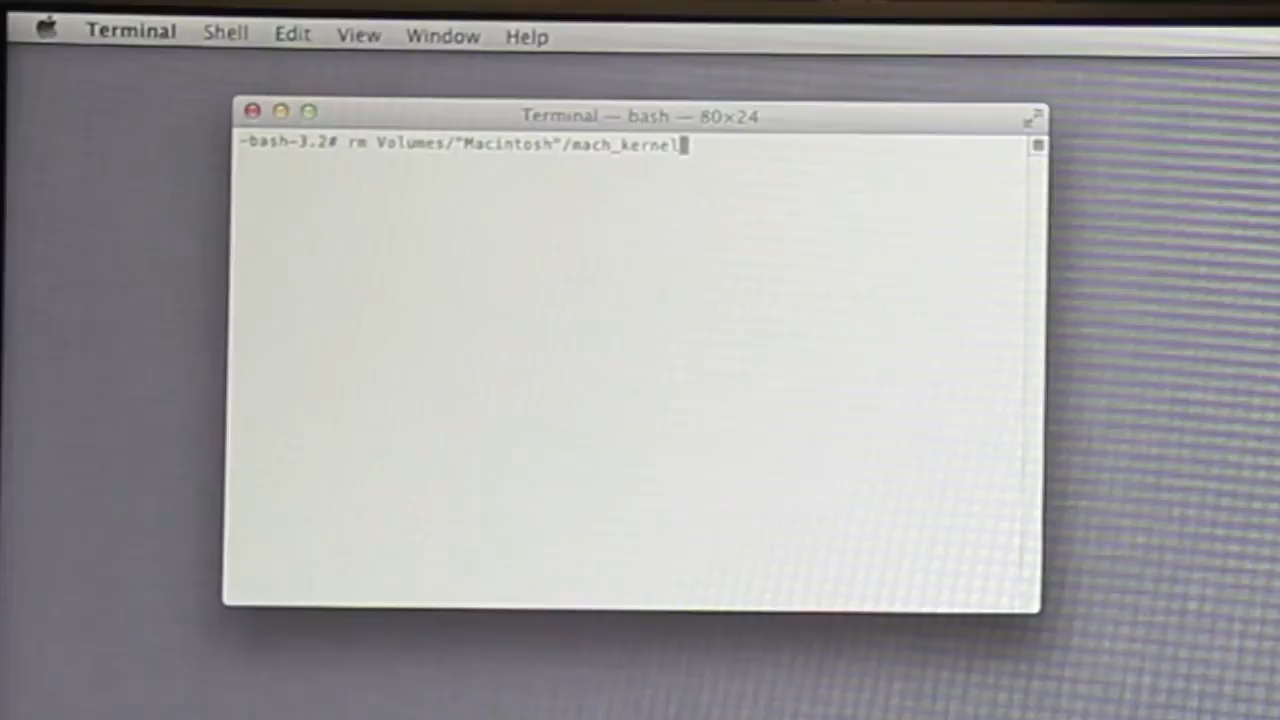 Terminal Shell Edit View Window Help
Terminal — bash — 80×24
-bash-3.2# rm Volumes/"Macintosh"/mach_kernel